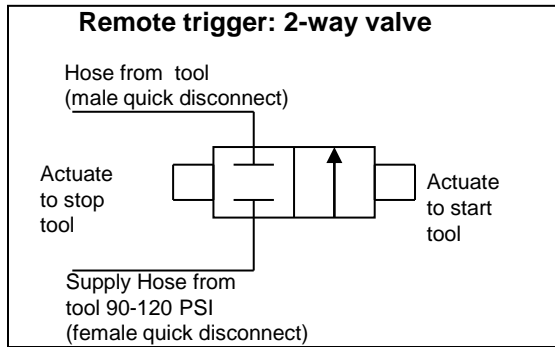 Remote trigger: 2-way valve
Hose from tool
(male quick disconnect)
Actuate
to stop
tool
Actuate
to start
tool
Supply Hose from
tool 90-120 PSI
(female quick disconnect)